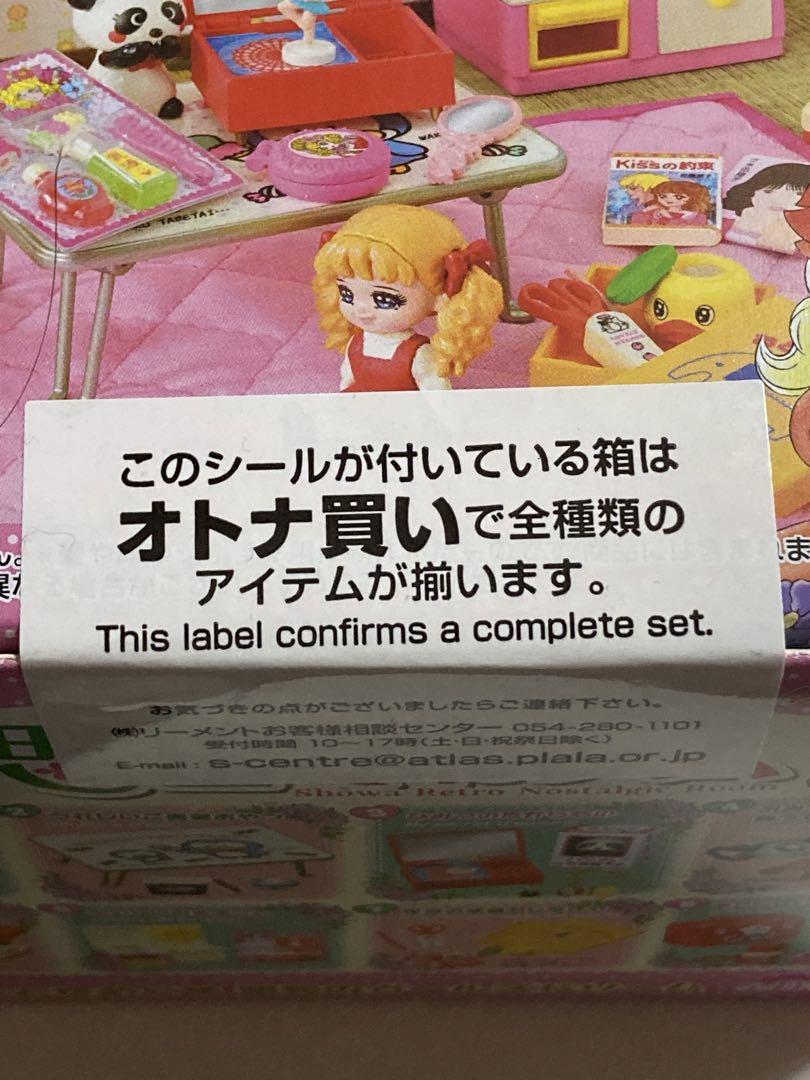 TABETAI...
Kissの約束
このシールが付いている箱は
オトナ買いで全種類の
アイテムが揃います。
This label confirms a complete set.
お気づきの点がございましたらご連絡下さい。
㈱リーメントお客様相談センター 054-280-1101
受付時間 10～17時(土・日・祝祭日除く)
E-mail : s-centre@atlas.plala.or.jp
Showa Retro Nostalgic Room